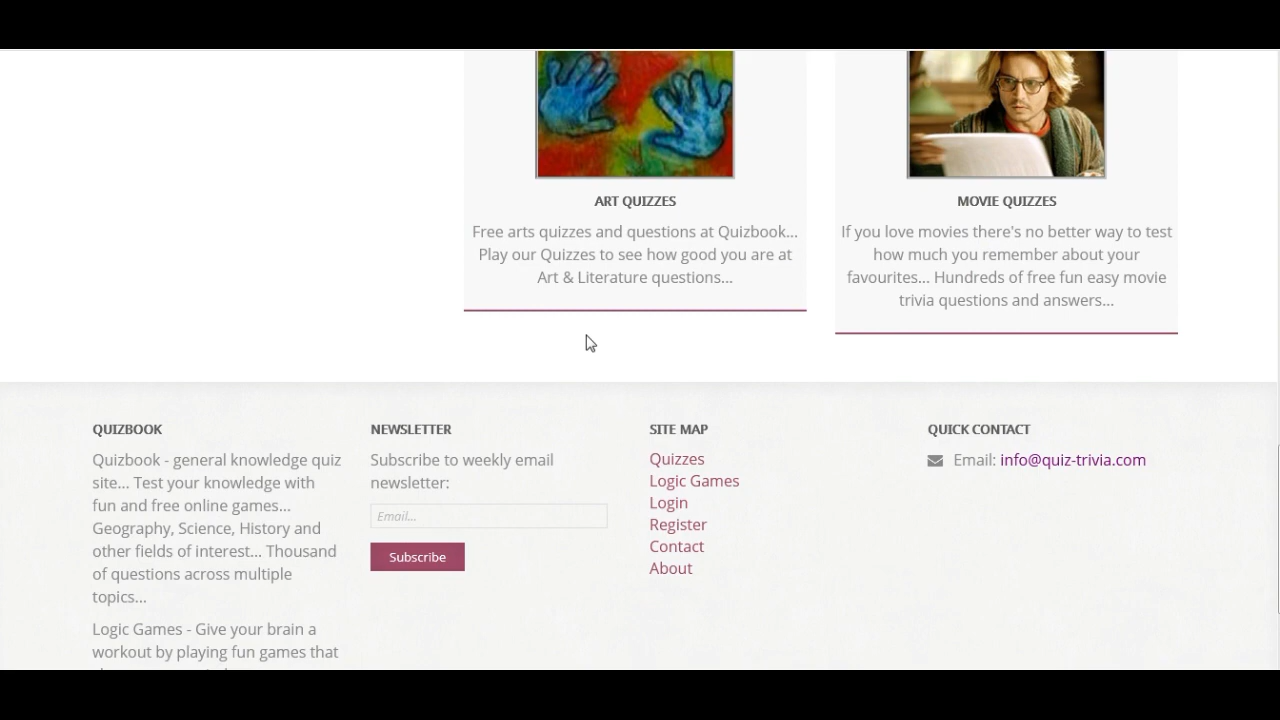 ART QUIZZES
Free arts quizzes and questions at Quizbook...
Play our Quizzes to see how good you are at
Art & Literature questions...
MOVIE QUIZZES
If you love movies there's no better way to test
how much you remember about your
favourites... Hundreds of free fun easy movie
trivia questions and answers...
QUIZBOOK
Quizbook - general knowledge quiz
site... Test your knowledge with
fun and free online games...
Geography, Science, History and
other fields of interest... Thousand
of questions across multiple
topics...
Logic Games - Give your brain a
workout by playing fun games that
NEWSLETTER
Subscribe to weekly email
newsletter:
Email...
Subscribe
SITE MAP
Quizzes
Logic Games
Login
Register
Contact
About
QUICK CONTACT
Email: info@quiz-trivia.com